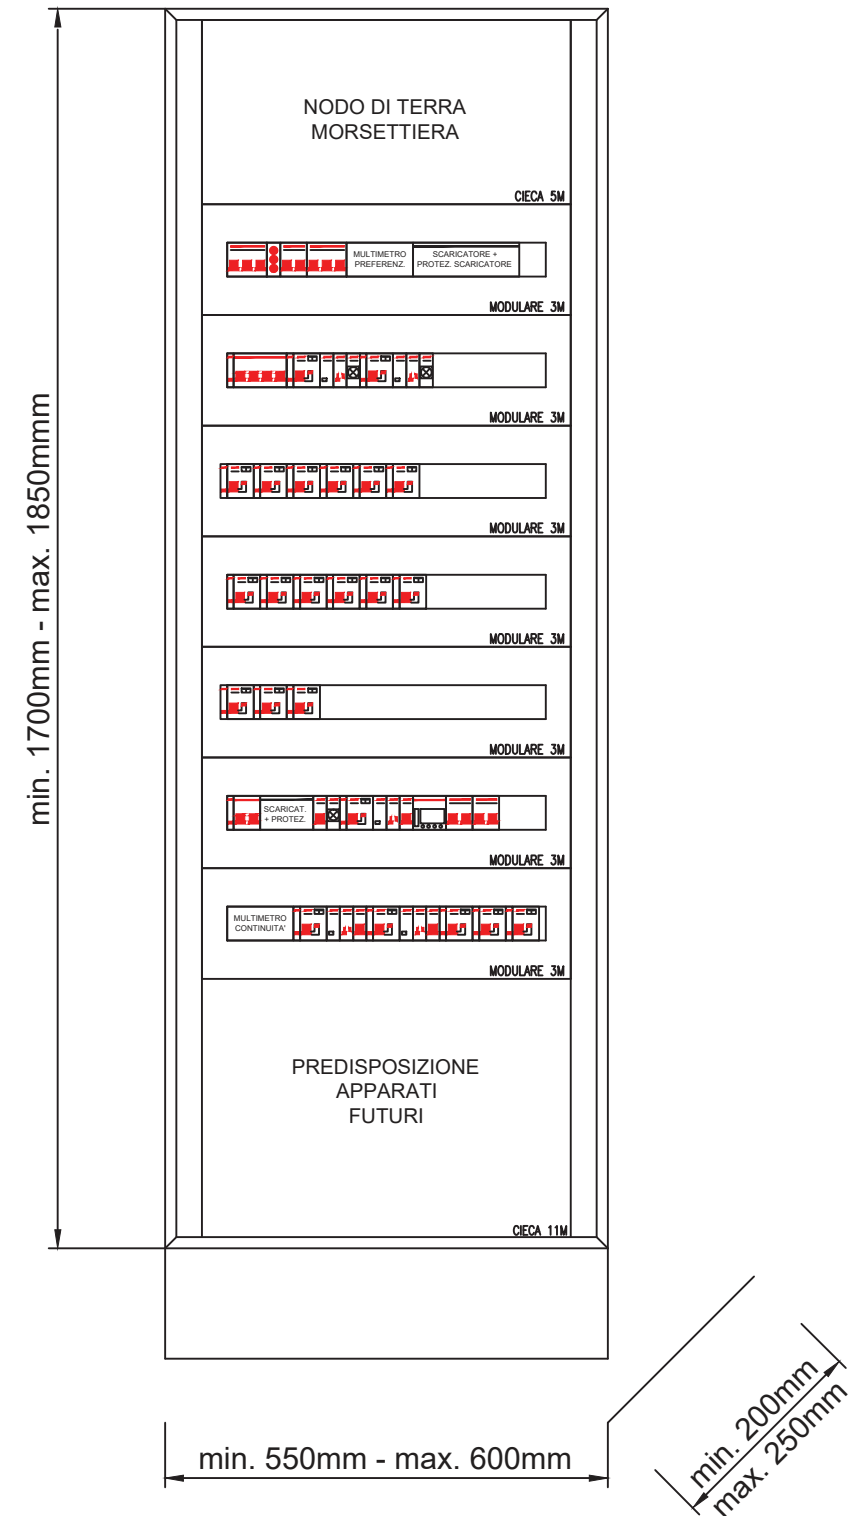 NODO DI TERRA
MORSETTIERA
CIECA 5M
MULTIMETRO
PREFERENZ.
SCARICATORE +
PROTEZ. SCARICATORE
MODULARE 3M
MODULARE 3M
MODULARE 3M
MODULARE 3M
MODULARE 3M
SCARICAT.
+ PROTEZ.
MODULARE 3M
MULTIMETRO
CONTINUITA'
MODULARE 3M
PREDISPOSIZIONE
APPARATI
FUTURI
CIECA 11M
min. 1700mm - max. 1850mmm
min. 550mm - max. 600mm
min. 200mm
max. 250mm